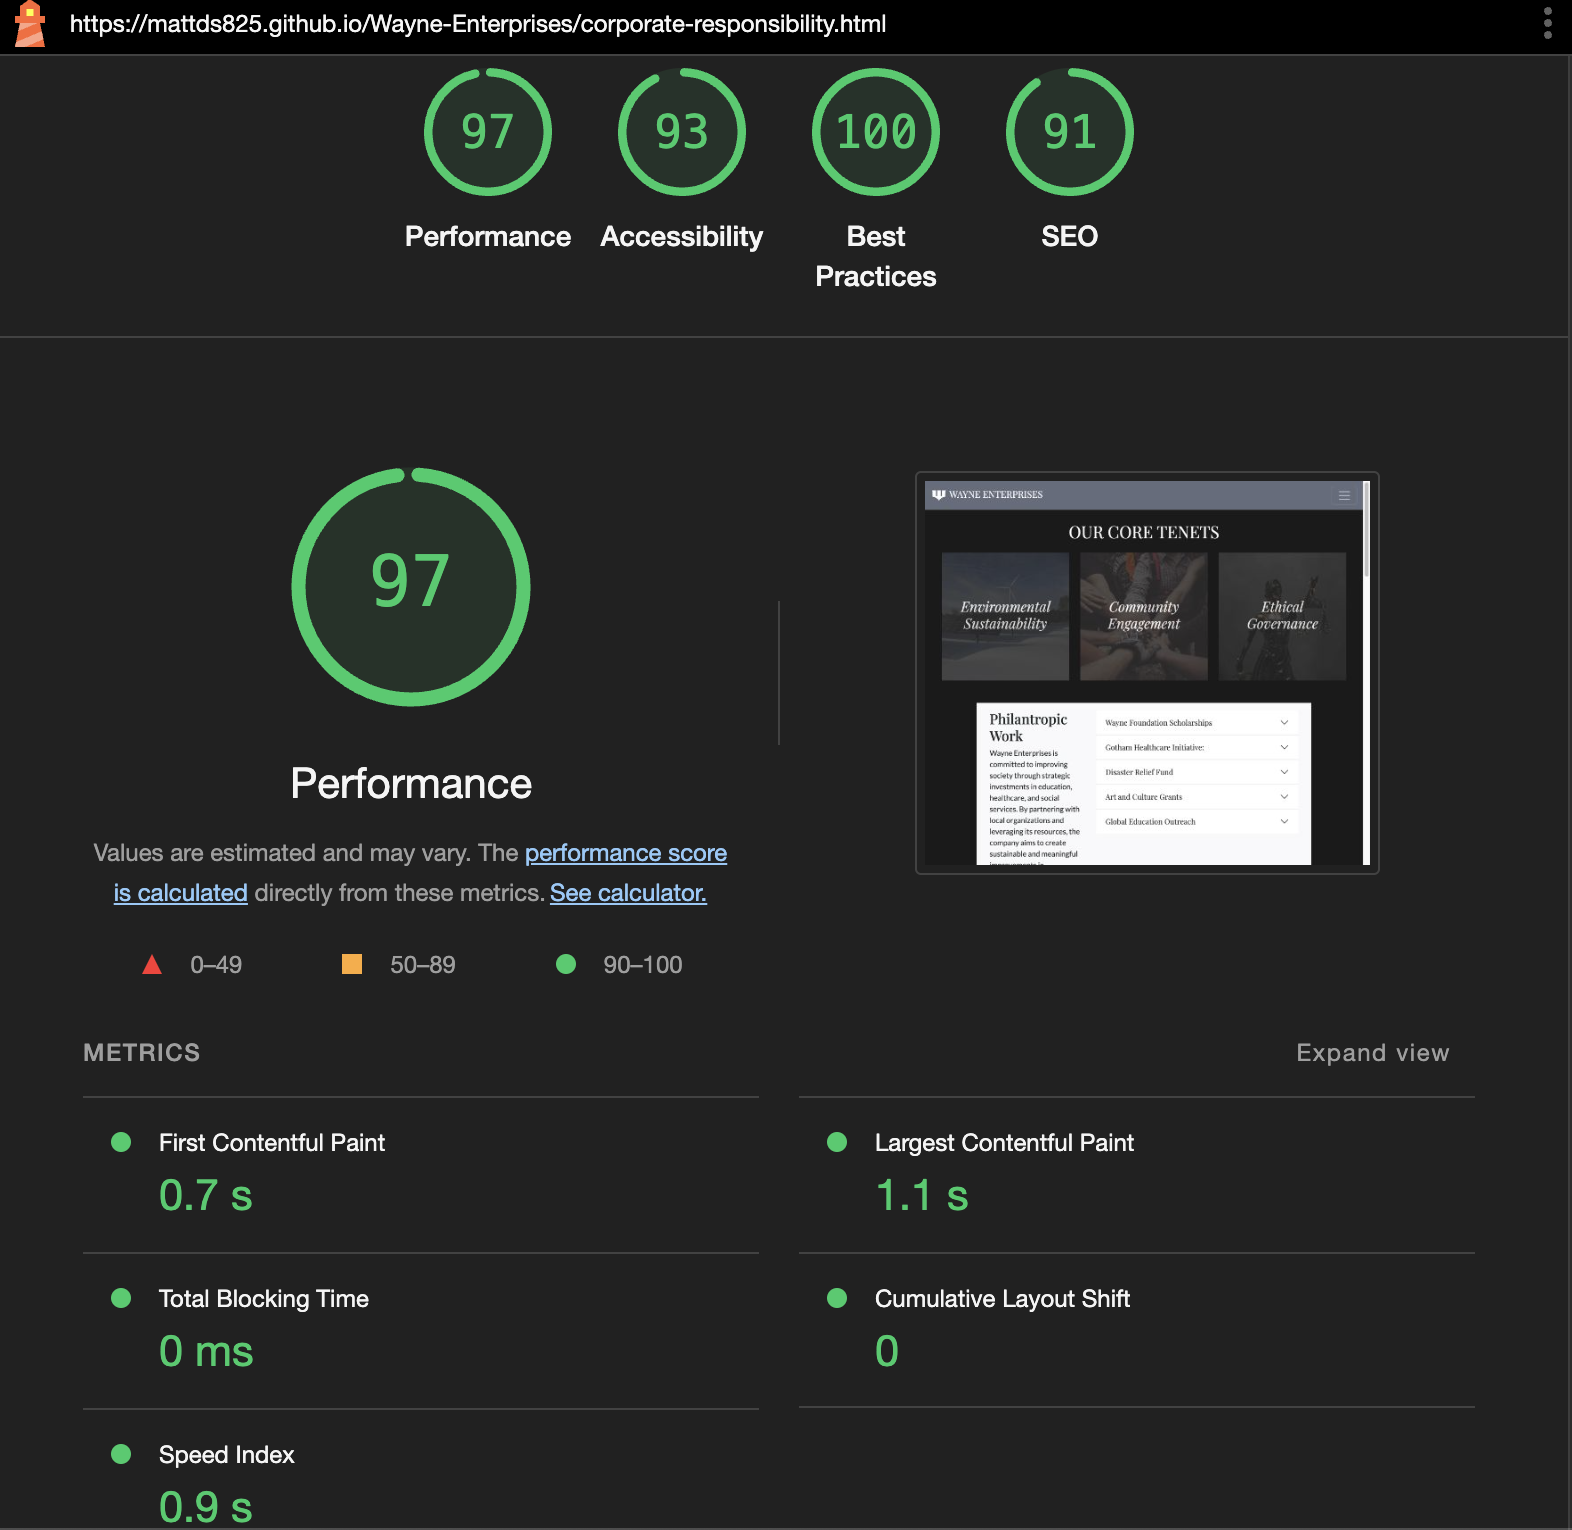 https://mattds825.github.io/Wayne-Enterprises/corporate-responsibility.html
97
93
100
91
Performance
Accessibility
Best
Practices
SEO
97
Performance
Values are estimated and may vary. The performance score
is calculated directly from these metrics. See calculator.
0–49
50–89
90–100
WAYNE ENTERPRISES
OUR CORE TENETS
Environmental
Sustainability
Community
Engagement
Ethical
Governance
Philantropic
Work
Wayne Enterprises is
committed to improving
society through strategic
investments in education,
healthcare, and social
services. By partnering with
local organizations and
leveraging its resources, the
company aims to create
sustainable and meaningful
Wayne Foundation Scholarships
Gotham Healthcare Initiative:
Disaster Relief Fund
Art and Culture Grants
Global Education Outreach
METRICS
Expand view
First Contentful Paint
0.7 s
Largest Contentful Paint
1.1 s
Total Blocking Time
0 ms
Cumulative Layout Shift
0
Speed Index
0.9 s